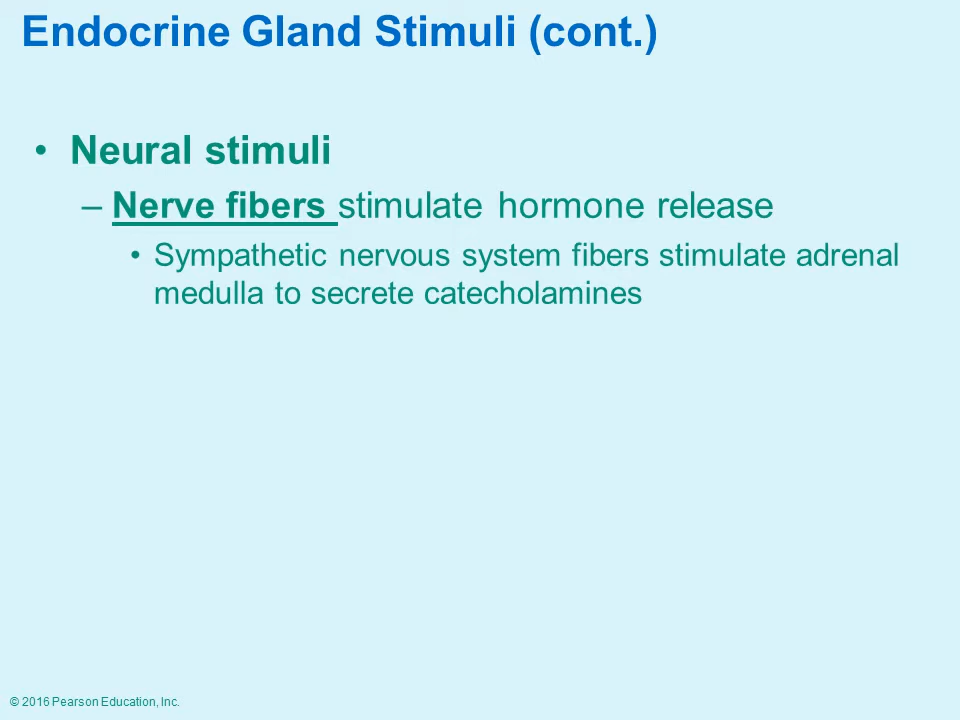 Endocrine Gland Stimuli (cont.)
• Neural stimuli
– Nerve fibers stimulate hormone release
• Sympathetic nervous system fibers stimulate adrenal
medulla to secrete catecholamines
© 2016 Pearson Education, Inc.